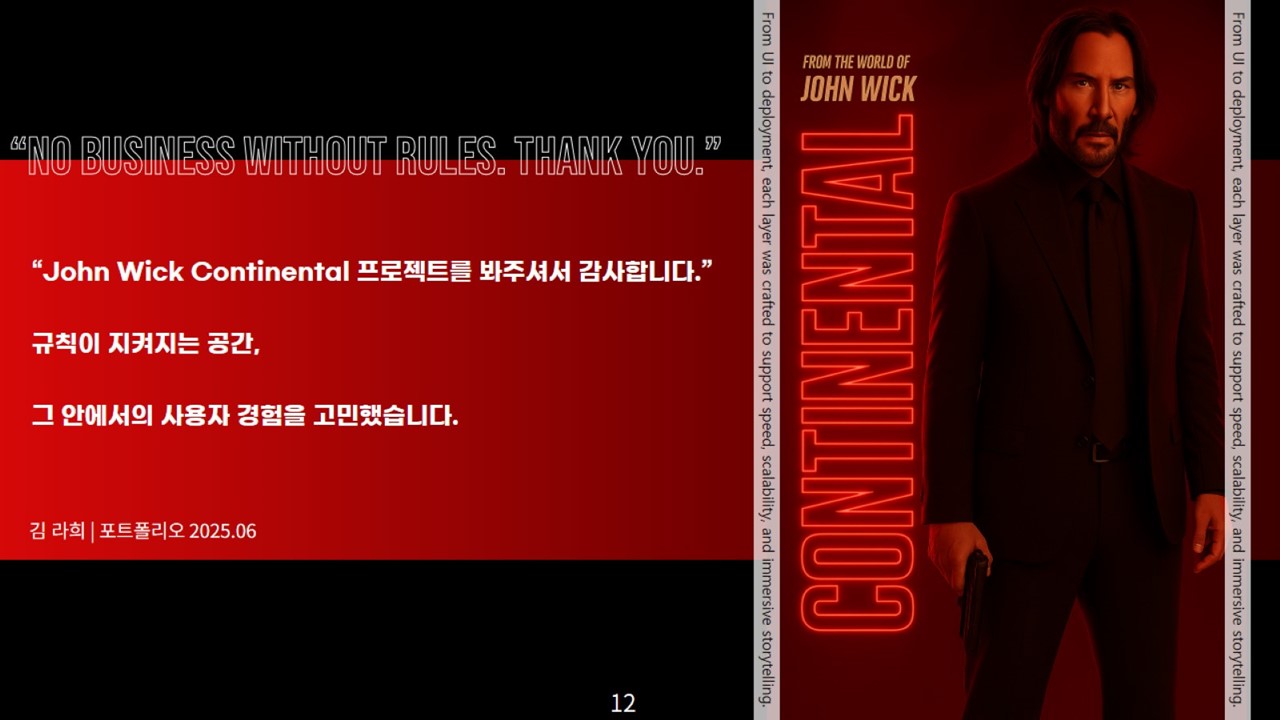 “NO BUSINESS WITHOUT RULES. THANK YOU.”
“John Wick Continental 프로젝트를 봐주셔서 감사합니다.”
규칙이 지켜지는 공간,
그 안에서의 사용자 경험을 고민했습니다.
김 라희 | 포트폴리오 2025.06
12
From UI to deployment, each layer was crafted to support speed, scalability, and immersive storytelling.
FROM THE WORLD OF
JOHN WICK
CONTINENTAL
From UI to deployment, each layer was crafted to support speed, scalability, and immersive storytelling.